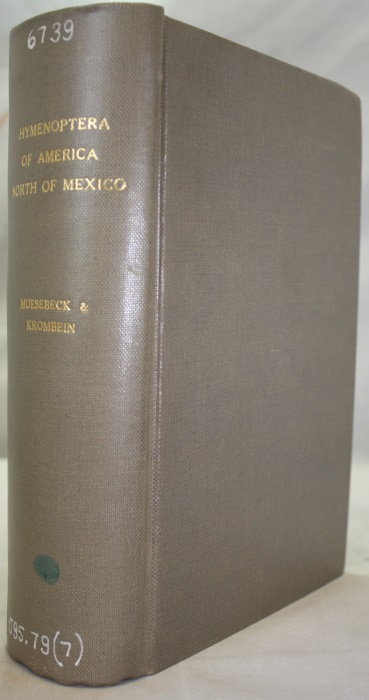 6739
HYMENOPTERA
OF AMERICA
NORTH OF MEXICO
MUESEBECK &
KROMBEIN
595.79(7)